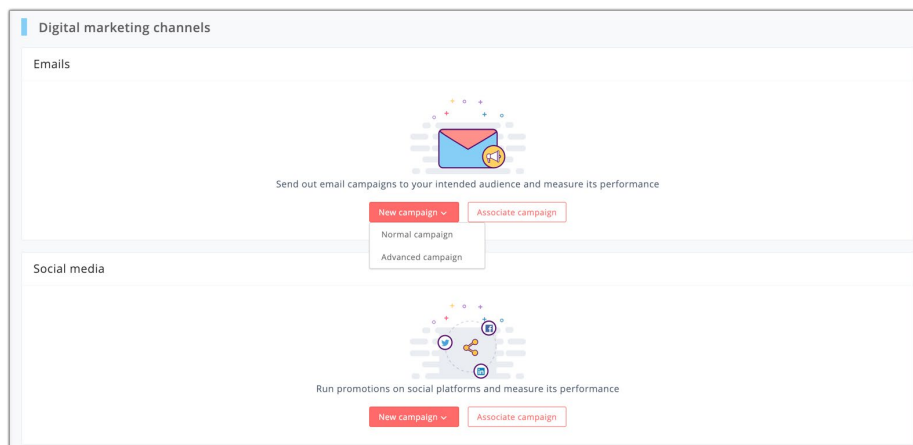 Digital marketing channels
Emails
Send out email campaigns to your intended audience and measure its performance
New campaign
Associate campaign
Normal campaign
Advanced campaign
Social media
Run promotions on social platforms and measure its performance
New campaign
Associate campaign